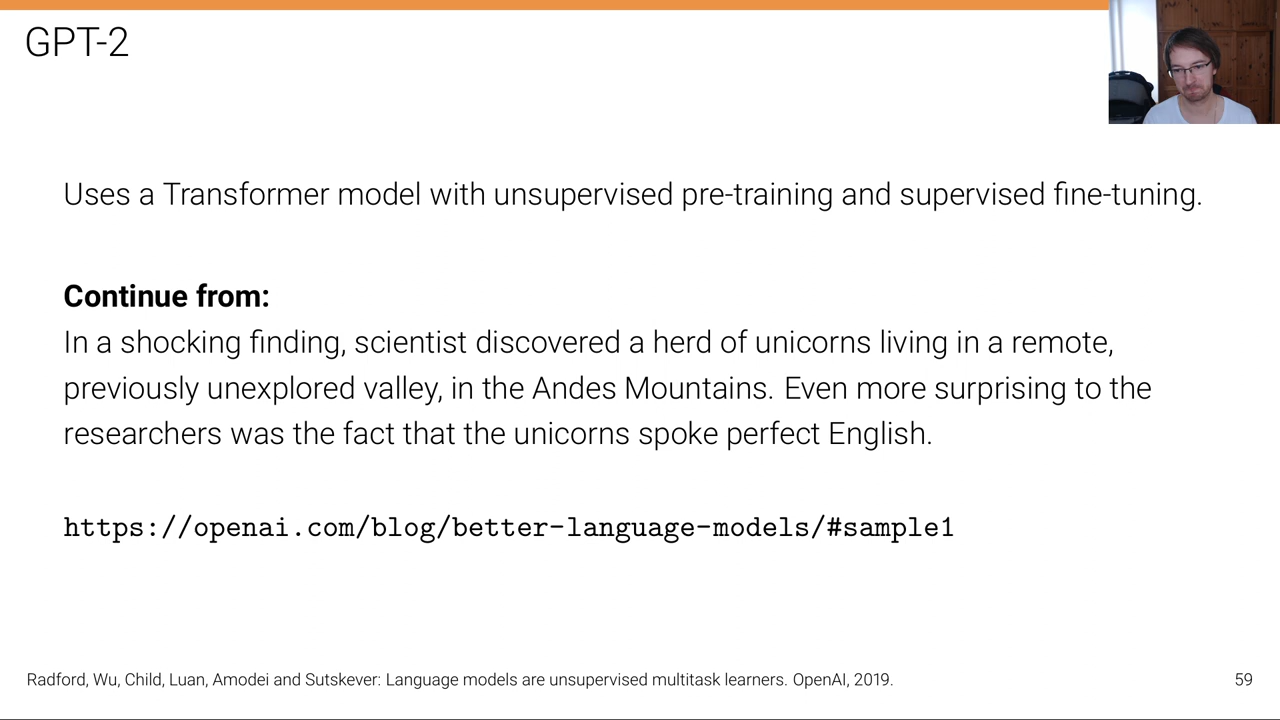 GPT-2
Uses a Transformer model with unsupervised pre-training and supervised fine-tuning.
Continue from:
In a shocking finding, scientist discovered a herd of unicorns living in a remote,
previously unexplored valley, in the Andes Mountains. Even more surprising to the
researchers was the fact that the unicorns spoke perfect English.
https://openai.com/blog/better-language-models/#sample1
Radford, Wu, Child, Luan, Amodei and Sutskever: Language models are unsupervised multitask learners. OpenAI, 2019.
59